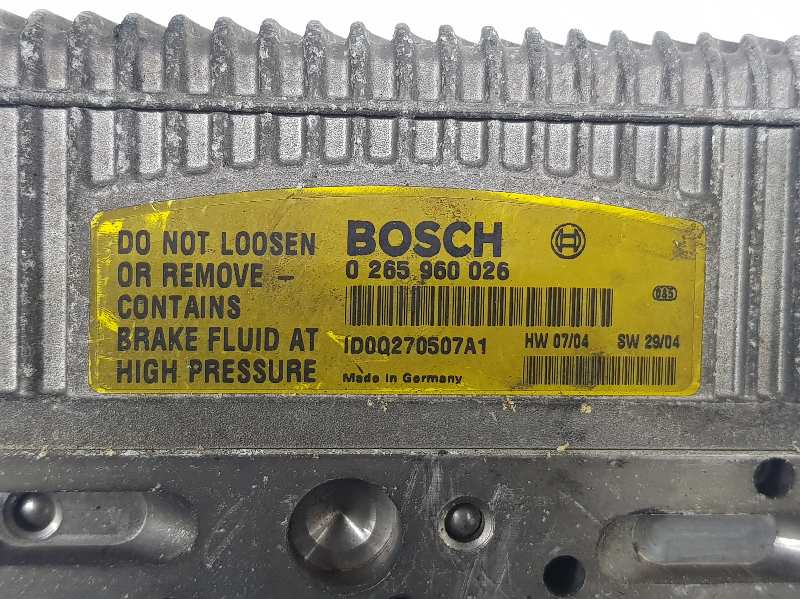 DO NOT LOOSEN
OR REMOVE –
CONTAINS
BRAKE FLUID AT
HIGH PRESSURE
BOSCH
0 265 960 026
ID0Q270507A1
Made in Germany
HW 07/04 SW 29/04